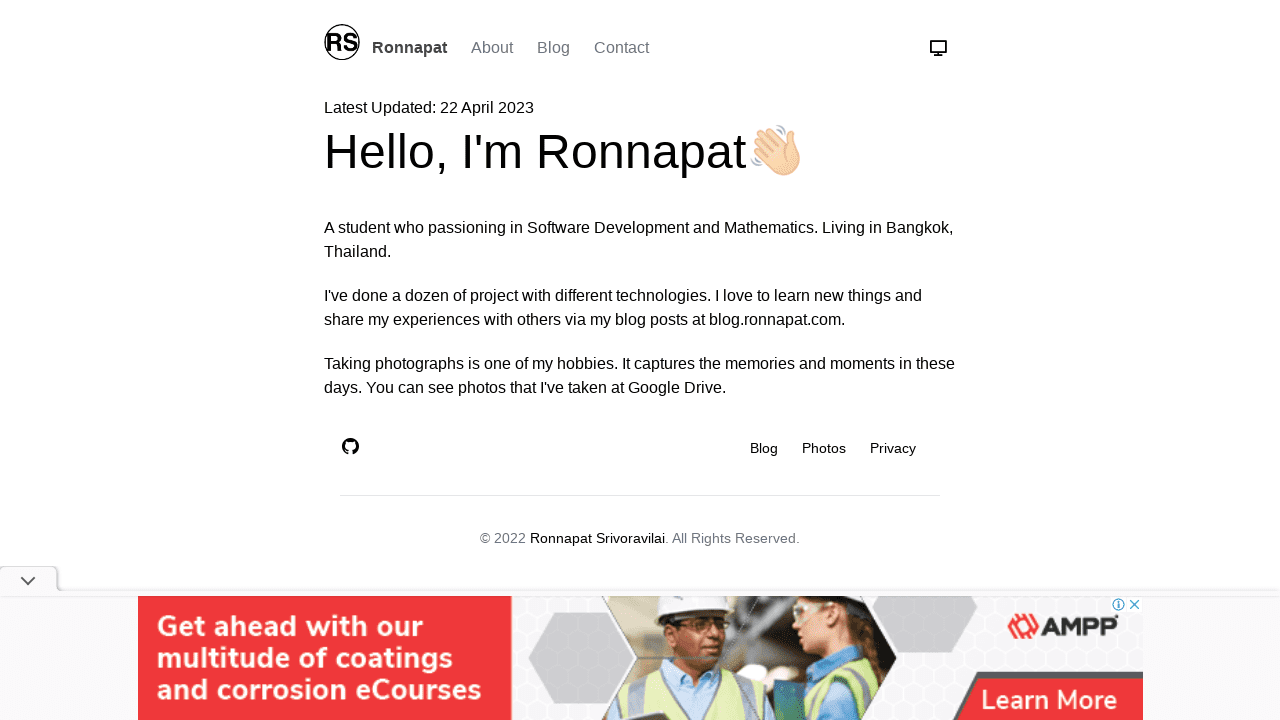 RS Ronnapat About Blog Contact
Latest Updated: 22 April 2023
Hello, I'm Ronnapat👋🏻
A student who passioning in Software Development and Mathematics. Living in Bangkok,
Thailand.
I've done a dozen of project with different technologies. I love to learn new things and
share my experiences with others via my blog posts at blog.ronnapat.com.
Taking photographs is one of my hobbies. It captures the memories and moments in these
days. You can see photos that I've taken at Google Drive.
Blog Photos Privacy
© 2022 Ronnapat Srivoravilai. All Rights Reserved.
Get ahead with our
multitude of coatings
and corrosion eCourses
AMPP
Learn More